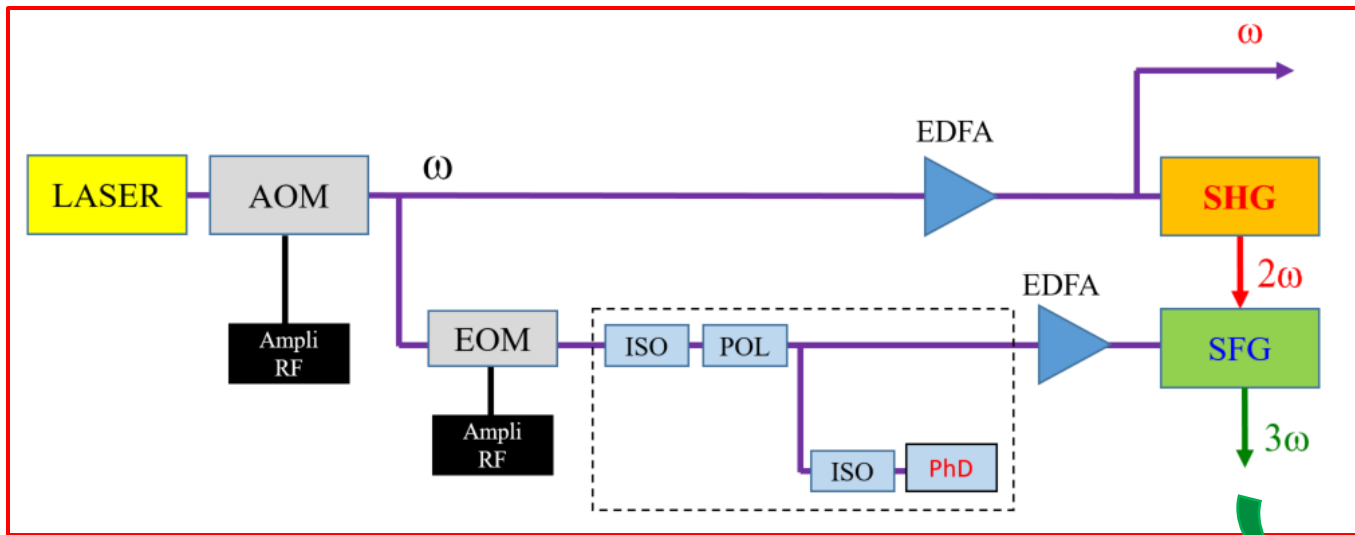 ω
EDFA
LASER
AOM
ω
SHG
2ω
EDFA
Ampli
RF
EOM
ISO
POL
SFG
Ampli
RF
3ω
ISO
PhD